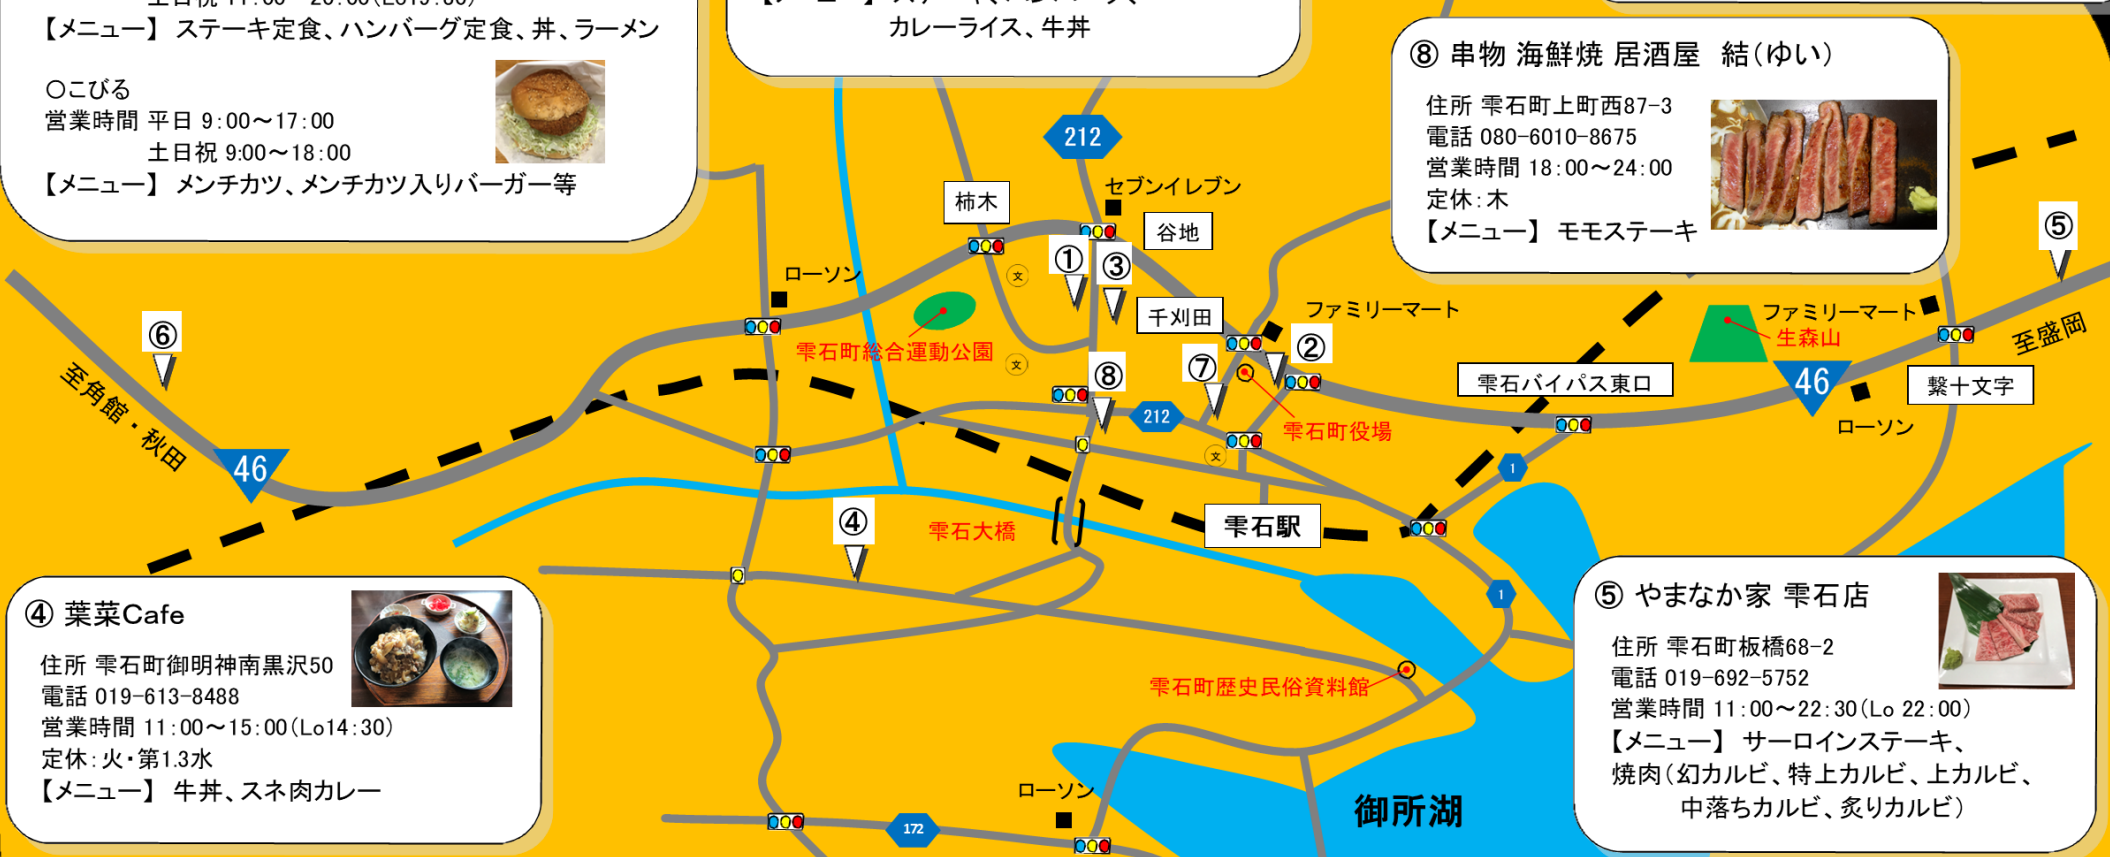 【メニュー】 ステーキ定食、ハンバーグ定食、丼、ラーメン
〇こびる
営業時間 平日 9:00～17:00
土日祝 9:00～18:00
【メニュー】 メンチカツ、メンチカツ入りバーガー等
カレーライス、牛丼
⑧ 串物 海鮮焼 居酒屋 結(ゆい)
住所 雫石町上町西87-3
電話 080-6010-8675
営業時間 18:00～24:00
定休:木
【メニュー】 モモステーキ
212
セブンイレブン
柿木
谷地
①
③
ローソン
文
千刈田
ファミリーマート
②
⑤
ファミリーマート
生森山
至盛岡
⑥
至角館・秋田
46
雫石町総合運動公園
文
⑧
⑦
212
雫石町役場
文
雫石バイパス東口
46
繋十文字
ローソン
1
④
雫石大橋
雫石駅
1
雫石町歴史民俗資料館
ローソン
172
御所湖
④ 葉菜Cafe
住所 雫石町御明神南黒沢50
電話 019-613-8488
営業時間 11:00～15:00(Lo14:30)
定休:火・第1.3水
【メニュー】 牛丼、スネ肉カレー
⑤ やまなか家 雫石店
住所 雫石町板橋68-2
電話 019-692-5752
営業時間 11:00～22:30(Lo 22:00)
【メニュー】 サーロインステーキ、
焼肉(幻カルビ、特上カルビ、上カルビ、
中落ちカルビ、炙りカルビ)